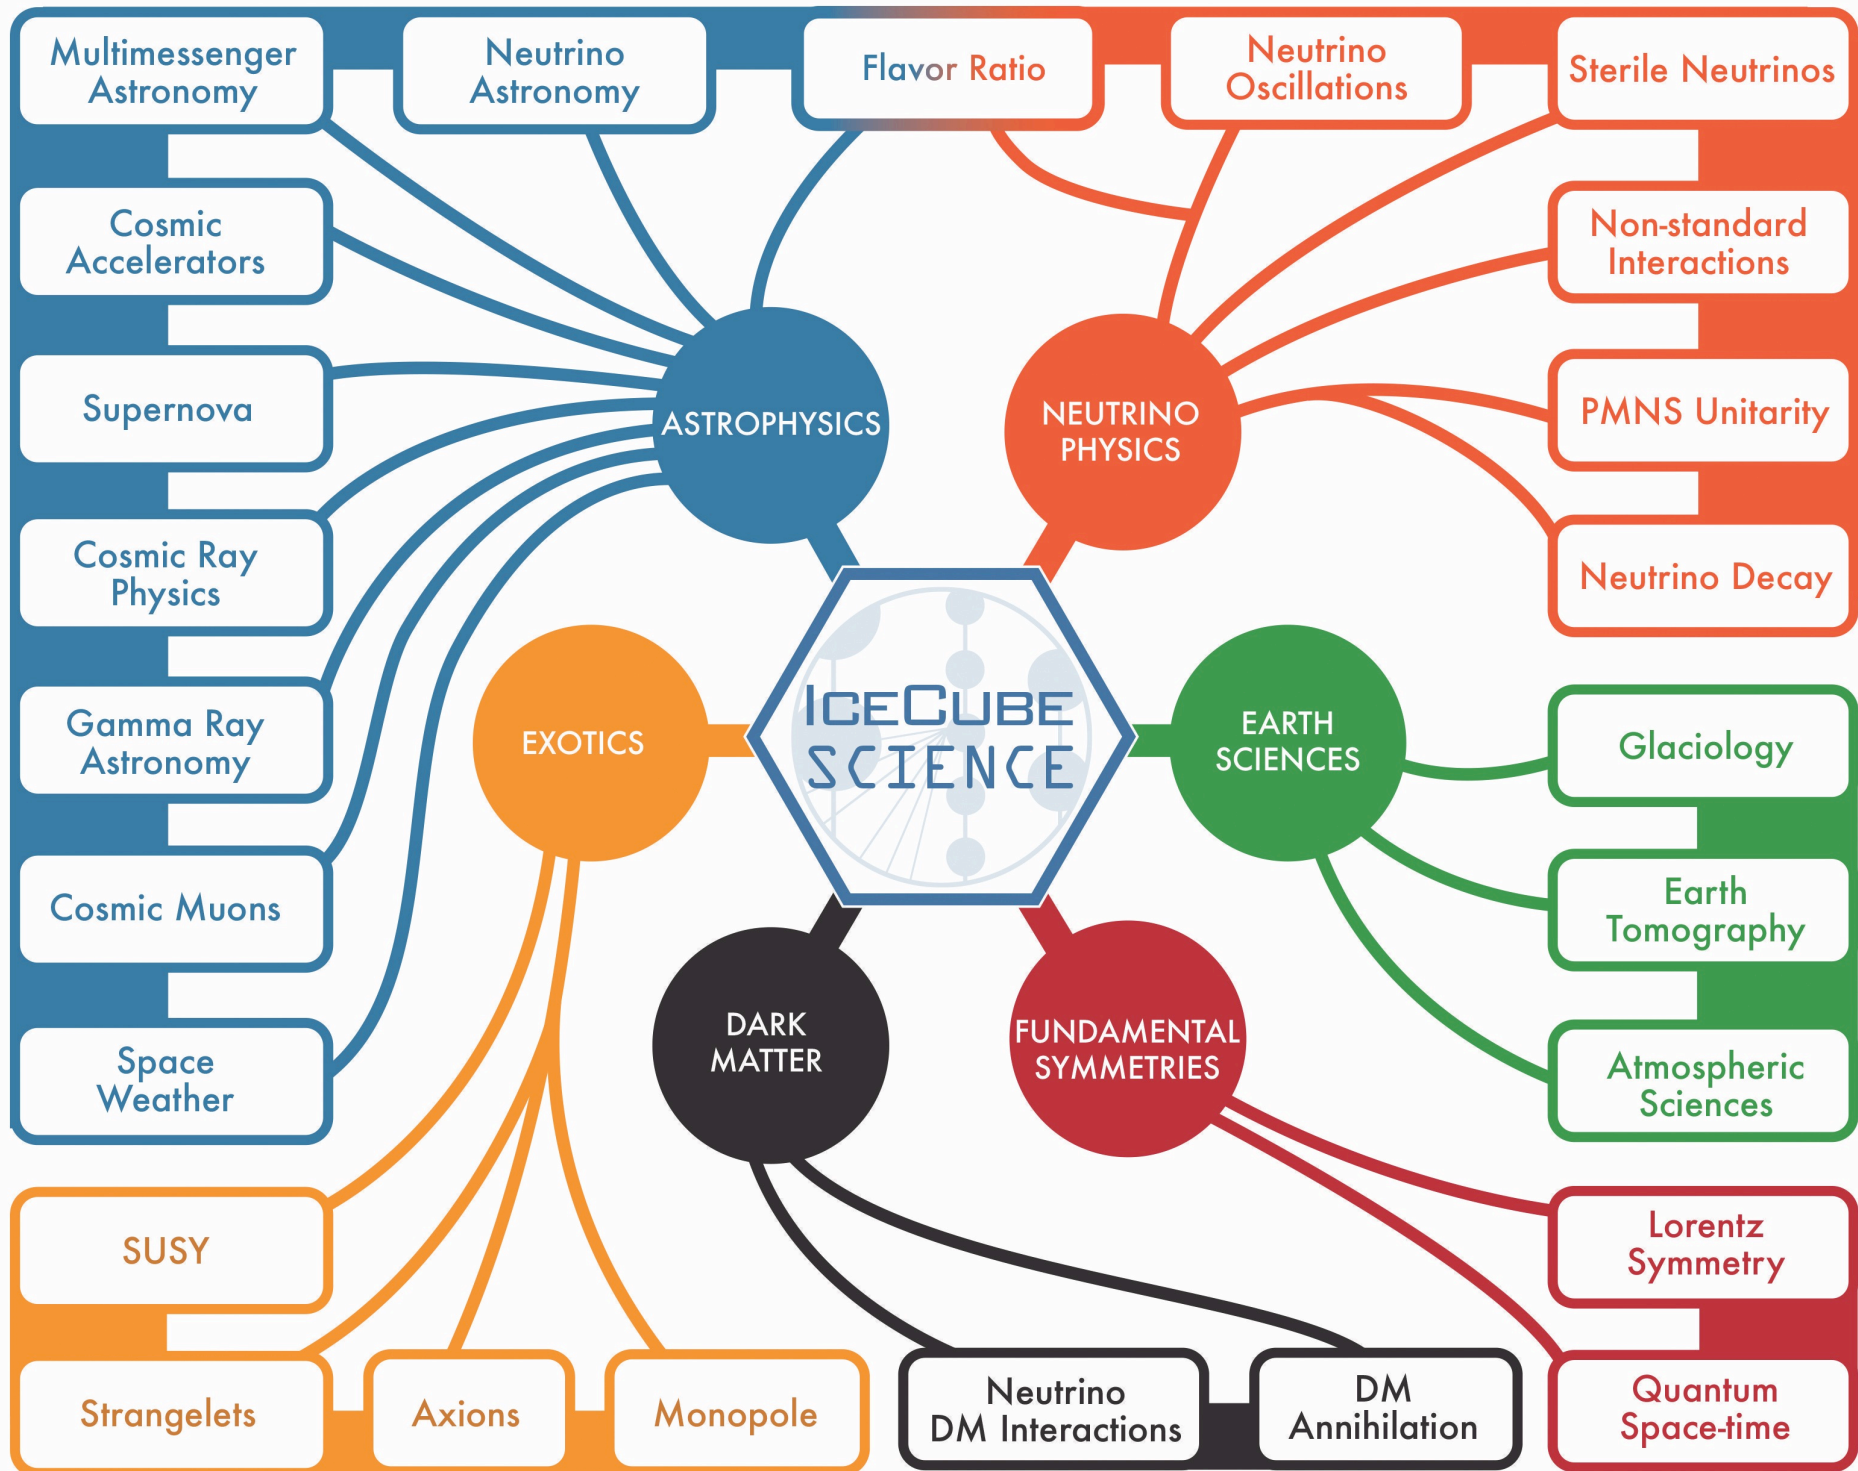 Multimessenger
Astronomy
Neutrino
Astronomy
Flavor Ratio
Neutrino
Oscillations
Sterile Neutrinos
Cosmic
Accelerators
Non-standard
Interactions
Supernova
ASTROPHYSICS
NEUTRINO
PHYSICS
PMNS Unitarity
Cosmic Ray
Physics
Neutrino Decay
Gamma Ray
Astronomy
EXOTICS
ICECUBE
SCIENCE
EARTH
SCIENCES
Glaciology
Cosmic Muons
Earth
Tomography
Space
Weather
DARK
MATTER
FUNDAMENTAL
SYMMETRIES
Atmospheric
Sciences
SUSY
Lorentz
Symmetry
Strangelets
Axions
Monopole
Neutrino
DM Interactions
DM
Annihilation
Quantum
Space-time